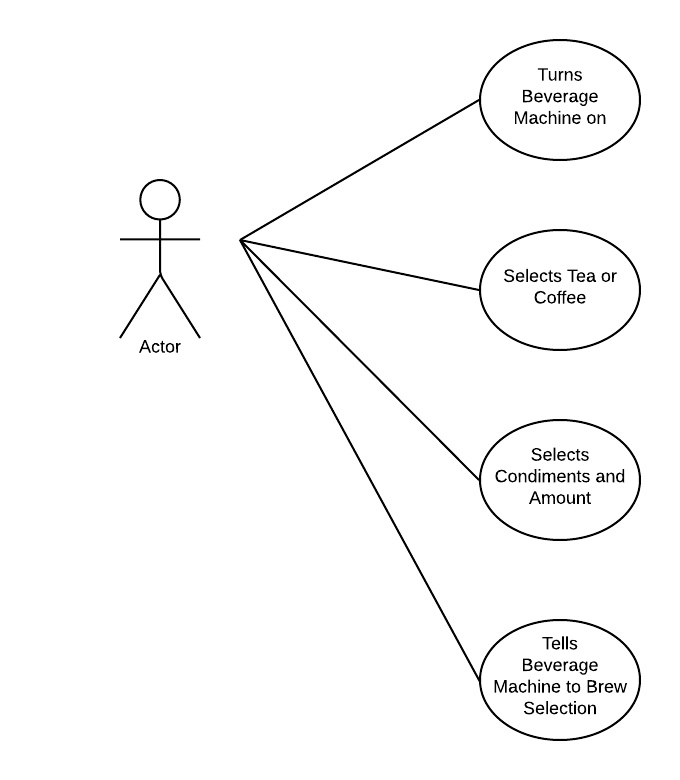 Turns
Beverage
Machine on
Selects Tea or
Coffee
Actor
Selects
Condiments and
Amount
Tells
Beverage
Machine to Brew
Selection